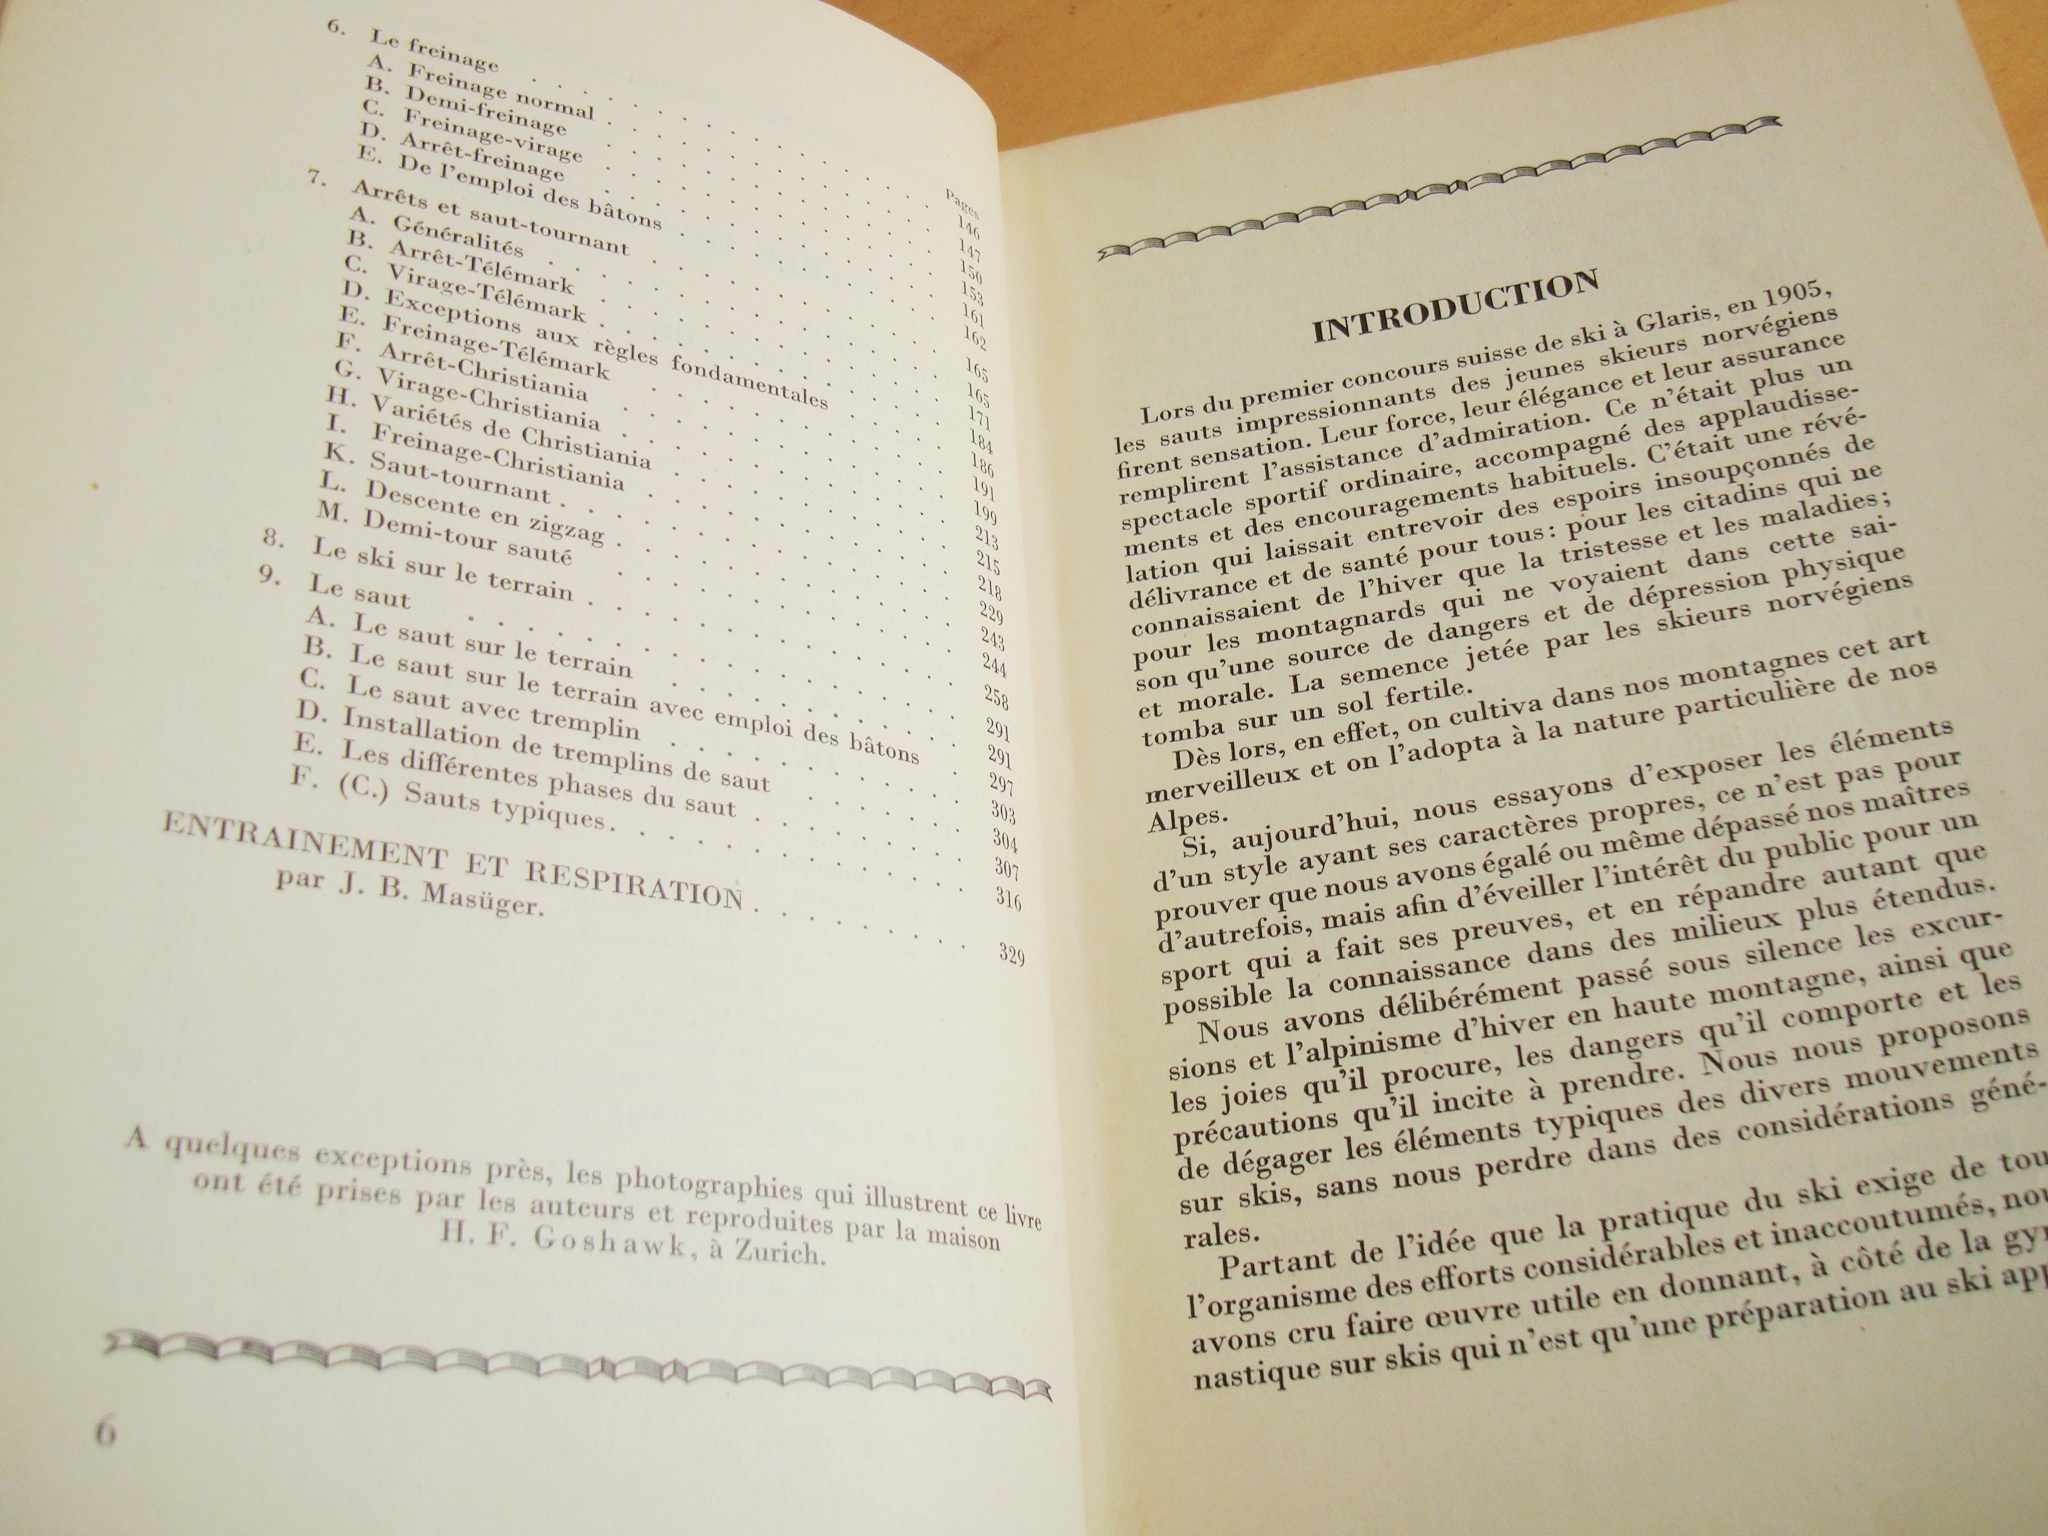 Pages
6. Le freinage . . . . . 146
A. Freinage normal . . . . . 147
B. Demi-freinage . . . . . 150
C. Freinage-virage . . . . . 153
D. Arrêt-freinage . . . . . 161
E. De l'emploi des bâtons . . . . . 162
7. Arrêts et saut-tournant . . . . . 165
A. Généralités . . . . . 165
B. Arrêt-Télémark . . . . . 171
C. Virage-Télémark . . . . . 184
D. Exceptions aux règles fondamentales . . . . . 186
E. Freinage-Télémark . . . . . 191
F. Arrêt-Christiania . . . . . 199
G. Virage-Christiania . . . . . 213
H. Variétés de Christiania . . . . . 215
I. Freinage-Christiania . . . . . 218
K. Saut-tournant . . . . . 229
L. Descente en zigzag . . . . . 243
M. Demi-tour sauté . . . . . 244
8. Le ski sur le terrain . . . . . 258
9. Le saut . . . . . 291
A. Le saut sur le terrain . . . . . 291
B. Le saut sur le terrain avec emploi des bâtons . 297
C. Le saut avec tremplin . . . . . 303
D. Installation de tremplins de saut . . . . . 304
E. Les différentes phases du saut . . . . . 307
F. (C.) Sauts typiques . . . . . 316
ENTRAINEMENT ET RESPIRATION . . . . . 329
par J. B. Masüger.
A quelques exceptions près, les photographies qui illustrent ce livre
ont été prises par les auteurs et reproduites par la maison
H. F. Goshawk, à Zurich.
6
INTRODUCTION
Lors du premier concours suisse de ski à Glaris, en 1905,
les sauts impressionnants des jeunes skieurs norvégiens
firent sensation. Leur force, leur élégance et leur assurance
remplirent l'assistance d'admiration. Ce n'était plus un
spectacle sportif ordinaire, accompagné des applaudisse-
ments et des encouragements habituels. C'était une révé-
lation qui laissait entrevoir des espoirs insoupçonnés de
délivrance et de santé pour tous: pour les citadins qui ne
connaissaient de l'hiver que la tristesse et les maladies;
pour les montagnards qui ne voyaient dans cette sai-
son qu'une source de dangers et de dépression physique
et morale. La semence jetée par les skieurs norvégiens
tomba sur un sol fertile.
Dès lors, en effet, on cultiva dans nos montagnes cet art
merveilleux et on l'adopta à la nature particulière de nos
Alpes.
Si, aujourd'hui, nous essayons d'exposer les éléments
d'un style ayant ses caractères propres, ce n'est pas pour
prouver que nous avons égalé ou même dépassé nos maîtres
d'autrefois, mais afin d'éveiller l'intérêt du public pour un
sport qui a fait ses preuves, et en répandre autant que
possible la connaissance dans des milieux plus étendus.
Nous avons délibérément passé sous silence les excur-
sions et l'alpinisme d'hiver en haute montagne, ainsi que
les joies qu'il procure, les dangers qu'il comporte et les
précautions qu'il incite à prendre. Nous nous proposons
de dégager les éléments typiques des divers mouvements
sur skis, sans nous perdre dans des considérations géné-
rales.
Partant de l'idée que la pratique du ski exige de tou
l'organisme des efforts considérables et inaccoutumés, nou
avons cru faire œuvre utile en donnant, à côté de la gym
nastique sur skis qui n'est qu'une préparation au ski app